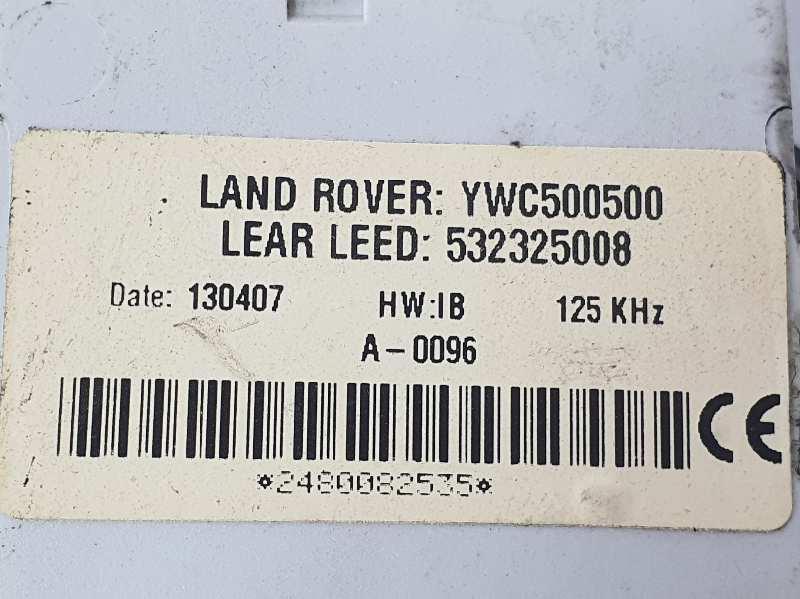 LAND ROVER: YWC500500
LEAR LEED: 532325008
Date: 130407 HW:IB 125 KHz
A-0096
CE
*2480082535*